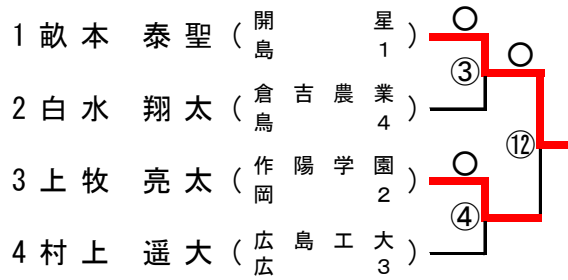 1 畝本 泰聖 (開星 島1) ○
③ ○
2 白水 翔太 (倉吉農業 鳥4)
⑫
3 上牧 亮太 (作陽学園 岡2) ○
④
4 村上 遥大 (広島工大 広3)